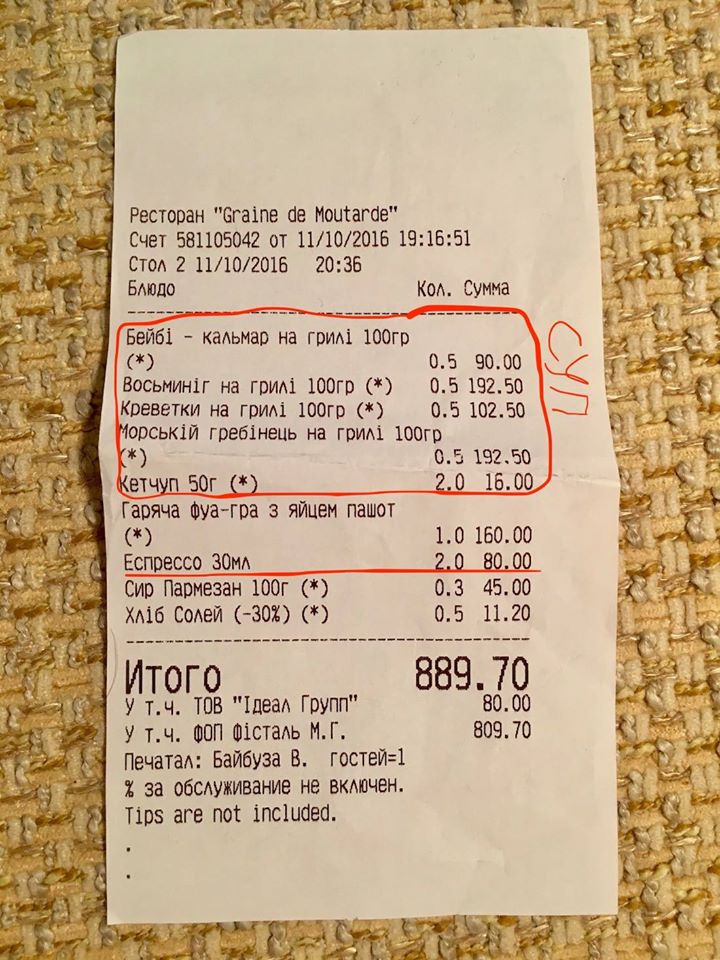 Ресторан "Graine de Moutarde"
Счет 581105042 от 11/10/2016 19:16:51
Стол 2 11/10/2016 20:36
Блюдо Кол. Сумма
Бейбі - кальмар на грилі 100гр
(*) 0.5 90.00
Восьминіг на грилі 100гр (*) 0.5 192.50
Креветки на грилі 100гр (*) 0.5 102.50
Морській гребінець на грилі 100гр
(*) 0.5 192.50
Кетчуп 50г (*) 2.0 16.00
СУП
Гаряча фуа-гра з яйцем пашот
(*) 1.0 160.00
Еспрессо 30мл 2.0 80.00
Сир Пармезан 100г (*) 0.3 45.00
Хліб Солей (-30%) (*) 0.5 11.20
Итого 889.70
У т.ч. ТОВ "Ідеал Групп" 80.00
У т.ч. ФОП Фісталь М.Г. 809.70
Печатал: Байбуза В. гостей=1
% за обслуживание не включен.
Tips are not included.
.
.